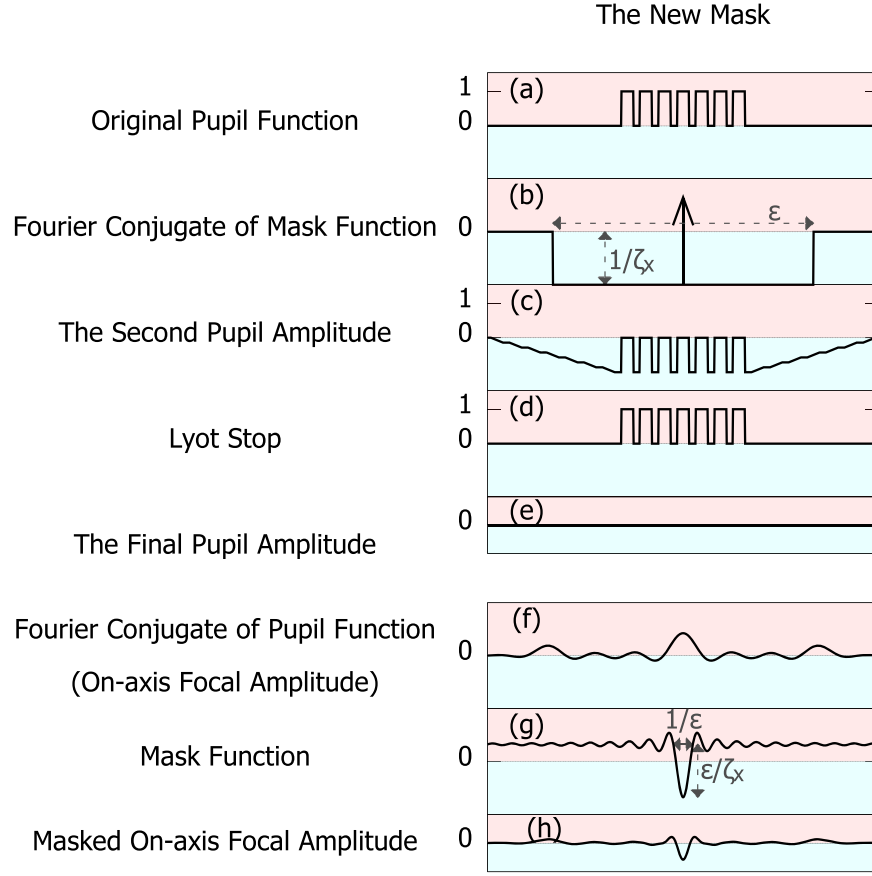 The New Mask
Original Pupil Function
1
0
(a)
Fourier Conjugate of Mask Function
0
(b)
ε
1/ζx
The Second Pupil Amplitude
1
0
(c)
Lyot Stop
1
0
(d)
The Final Pupil Amplitude
0
(e)
Fourier Conjugate of Pupil Function
(On-axis Focal Amplitude)
0
(f)
Mask Function
0
(g)
1/ε
ε/ζx
Masked On-axis Focal Amplitude
0
(h)